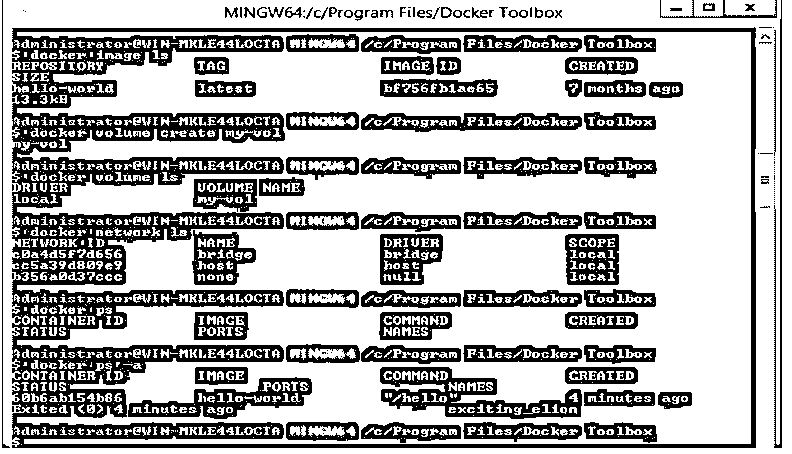 MINGW64:/c/Program Files/Docker Toolbox
Administrator@WIN-MKLE44LOCTA MINGW64 /c/Program Files/Docker Toolbox
$ docker image ls
REPOSITORY TAG IMAGE ID CREATED
SIZE
hello-world latest bf756fb1ae65 7 months ago
13.3kB
Administrator@WIN-MKLE44LOCTA MINGW64 /c/Program Files/Docker Toolbox
$ docker volume create my-vol
my-vol
Administrator@WIN-MKLE44LOCTA MINGW64 /c/Program Files/Docker Toolbox
$ docker volume ls
DRIVER VOLUME NAME
local my-vol
Administrator@WIN-MKLE44LOCTA MINGW64 /c/Program Files/Docker Toolbox
$ docker network ls
NETWORK ID NAME DRIVER SCOPE
c0a4d5f7d656 bridge bridge local
cc5a39d809e9 host host local
b356a0d37ccc none null local
Administrator@WIN-MKLE44LOCTA MINGW64 /c/Program Files/Docker Toolbox
$ docker ps
CONTAINER ID IMAGE COMMAND CREATED
STATUS PORTS NAMES
Administrator@WIN-MKLE44LOCTA MINGW64 /c/Program Files/Docker Toolbox
$ docker ps -a
CONTAINER ID IMAGE COMMAND CREATED
STATUS PORTS NAMES
60b6ab154b86 hello-world "/hello" 4 minutes ago
Exited (0) 4 minutes ago exciting_elion
Administrator@WIN-MKLE44LOCTA MINGW64 /c/Program Files/Docker Toolbox
$